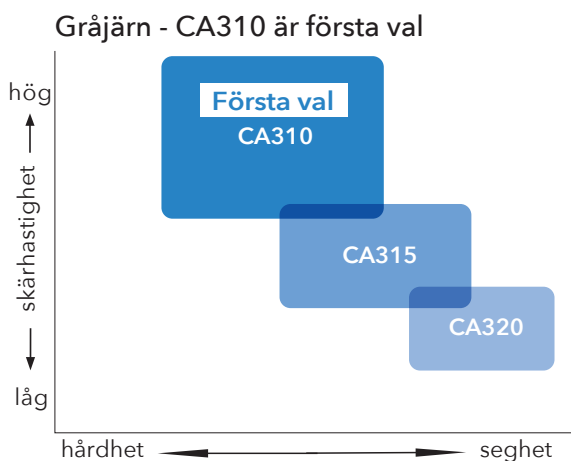 Gråjärn - CA310 är första val
hög
skärhastighet
låg
Första val
CA310
CA315
CA320
hårdhet
seghet